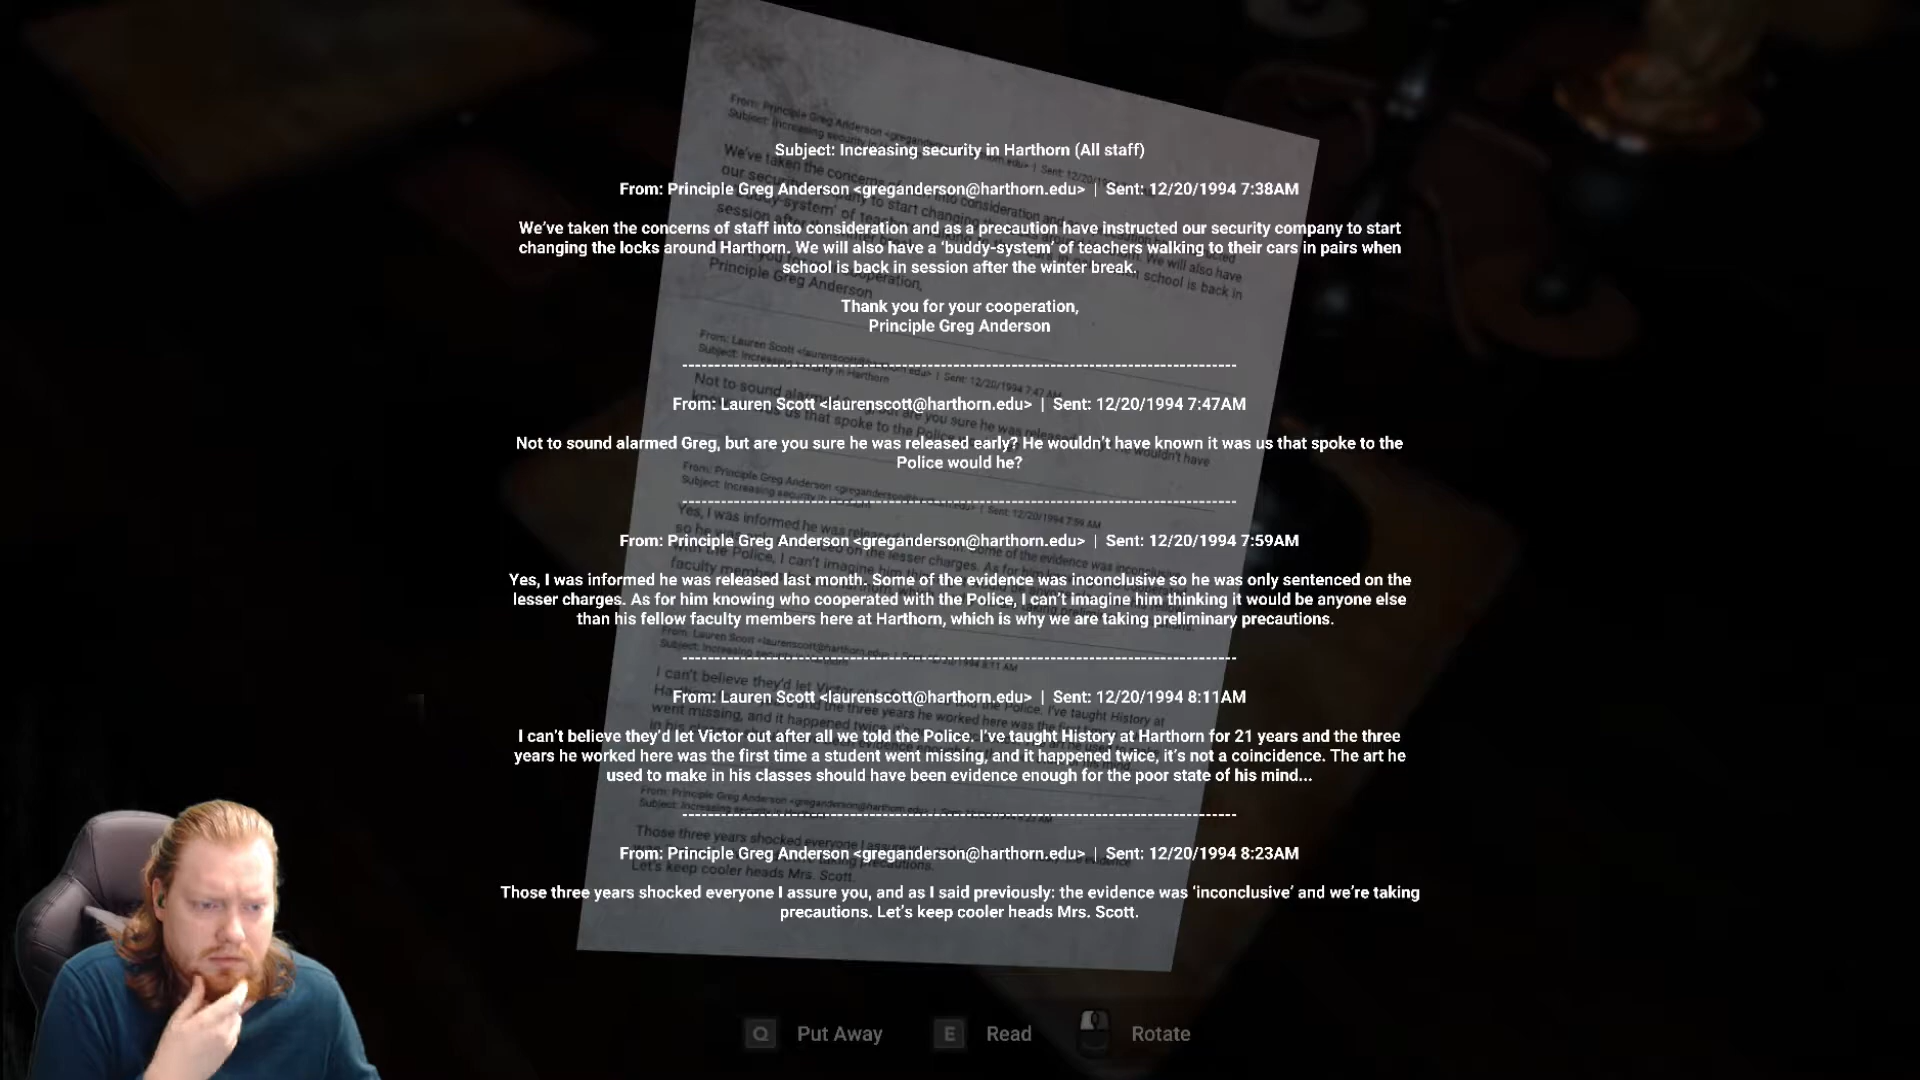 Subject: Increasing security in Harthorn (All staff)
From: Principle Greg Anderson <greganderson@harthorn.edu> | Sent: 12/20/1994 7:38AM
We've taken the concerns of staff into consideration and as a precaution have instructed our security company to start
changing the locks around Harthorn. We will also have a ‘buddy-system’ of teachers walking to their cars in pairs when
school is back in session after the winter break.
Thank you for your cooperation,
Principle Greg Anderson
From: Lauren Scott <laurenscott@harthorn.edu> | Sent: 12/20/1994 7:47AM
Not to sound alarmed Greg, but are you sure he was released early? He wouldn't have known it was us that spoke to the
Police would he?
From: Principle Greg Anderson <greganderson@harthorn.edu> | Sent: 12/20/1994 7:59AM
Yes, I was informed he was released last month. Some of the evidence was inconclusive so he was only sentenced on the
lesser charges. As for him knowing who cooperated with the Police, I can't imagine him thinking it would be anyone else
than his fellow faculty members here at Harthorn, which is why we are taking preliminary precautions.
From: Lauren Scott <laurenscott@harthorn.edu> | Sent: 12/20/1994 8:11AM
I can't believe they'd let Victor out after all we told the Police. I've taught History at Harthorn for 21 years and the three
years he worked here was the first time a student went missing, and it happened twice, it's not a coincidence. The art he
used to make in his classes should have been evidence enough for the poor state of his mind...
From: Principle Greg Anderson <greganderson@harthorn.edu> | Sent: 12/20/1994 8:23AM
Those three years shocked everyone I assure you, and as I said previously: the evidence was ‘inconclusive’ and we're taking
precautions. Let's keep cooler heads Mrs. Scott.
Q Put Away E Read Rotate